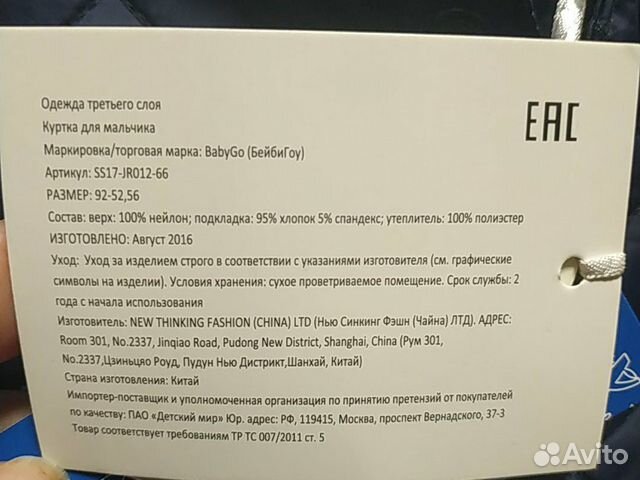 Одежда третьего слоя
Куртка для мальчика
Маркировка/торговая марка: BabyGo (БейбиГоу)
Артикул: SS17-JR012-66
РАЗМЕР: 92-52,56
Состав: верх: 100% нейлон; подкладка: 95% хлопок 5% спандекс; утеплитель: 100% полиэстер
ИЗГОТОВЛЕНО: Август 2016
Уход: Уход за изделием строго в соответствии с указаниями изготовителя (см. графические
символы на изделии). Условия хранения: сухое проветриваемое помещение. Срок службы: 2
года с начала использования
Изготовитель: NEW THINKING FASHION (CHINA) LTD (Нью Синкинг Фэшн (Чайна) ЛТД). АДРЕС:
Room 301, No.2337, Jinqiao Road, Pudong New District, Shanghai, China (Рум 301,
No.2337,Цзиньцяо Роуд, Пудун Нью Дистрикт,Шанхай, Китай)
Страна изготовления: Китай
Импортер-поставщик и уполномоченная организация по принятию претензий от покупателей
по качеству: ПАО «Детский мир» Юр. адрес: РФ, 119415, Москва, проспект Вернадского, 37-3
Товар соответствует требованиям ТР ТС 007/2011 ст. 5
EAC
Avito